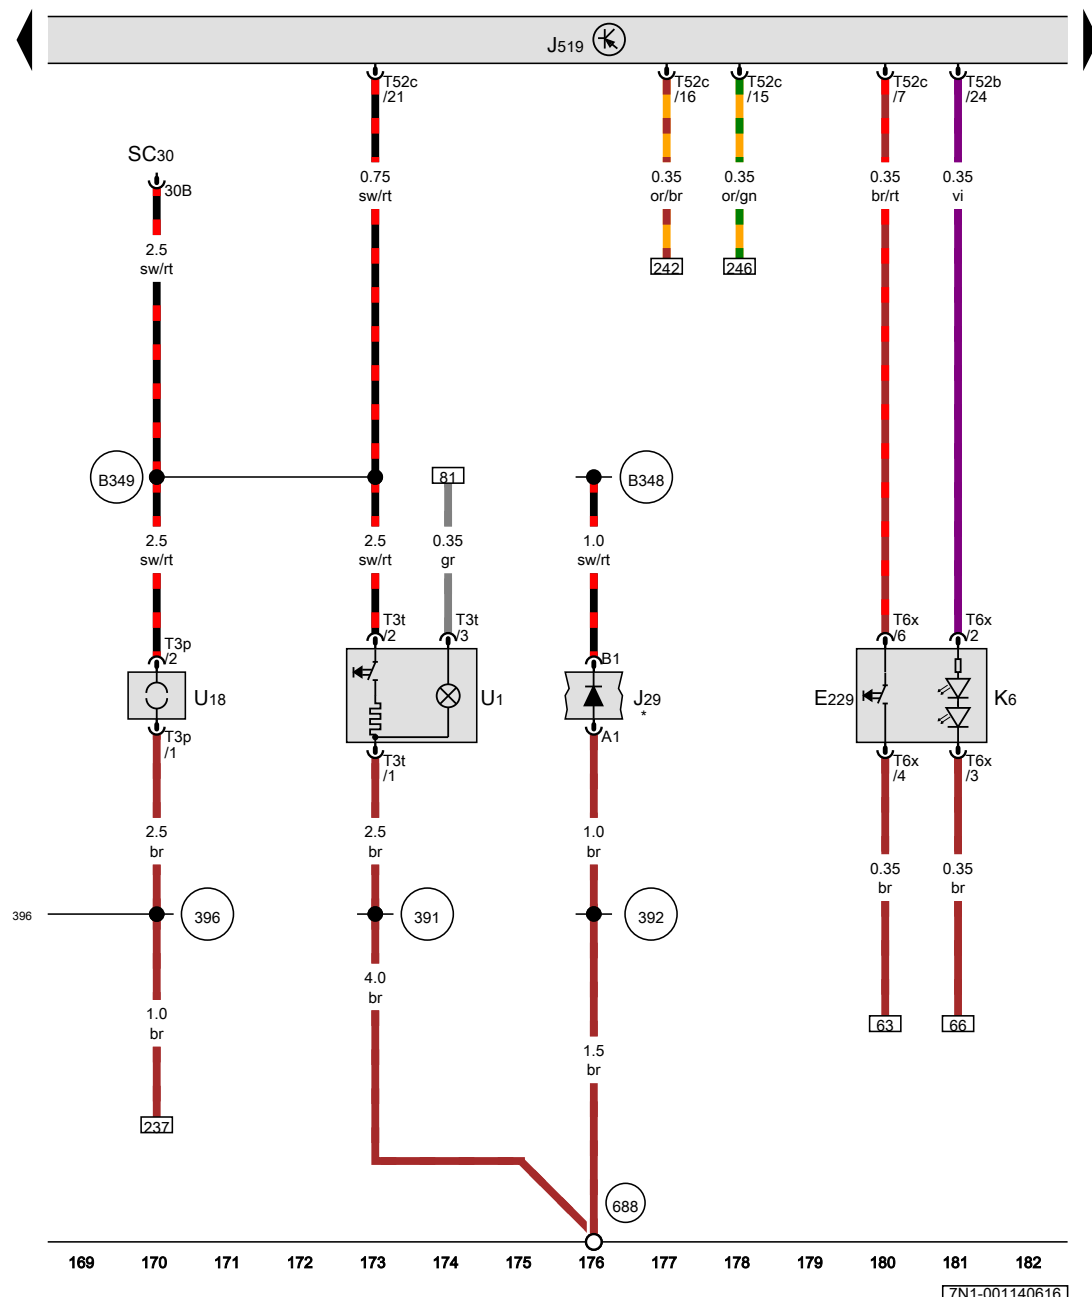 J519
T52c
/21
T52c
/16
T52c
/15
T52c
/7
T52b
/24
SC30
30B
0.75
sw/rt
0.35
or/br
0.35
or/gn
0.35
br/rt
0.35
vi
2.5
sw/rt
242
246
B349
81
B348
2.5
sw/rt
2.5
sw/rt
0.35
gr
1.0
sw/rt
T3p
/2
T3t
/2
T3t
/3
B1
T6x
/6
T6x
/2
U18
U1
J29
*
E229
K6
T3p
/1
T3t
/1
A1
T6x
/4
T6x
/3
2.5
br
2.5
br
1.0
br
0.35
br
0.35
br
396
396
391
392
4.0
br
1.0
br
1.5
br
63
66
237
688
169 170 171 172 173 174 175 176 177 178 179 180 181 182
7N1-001140616